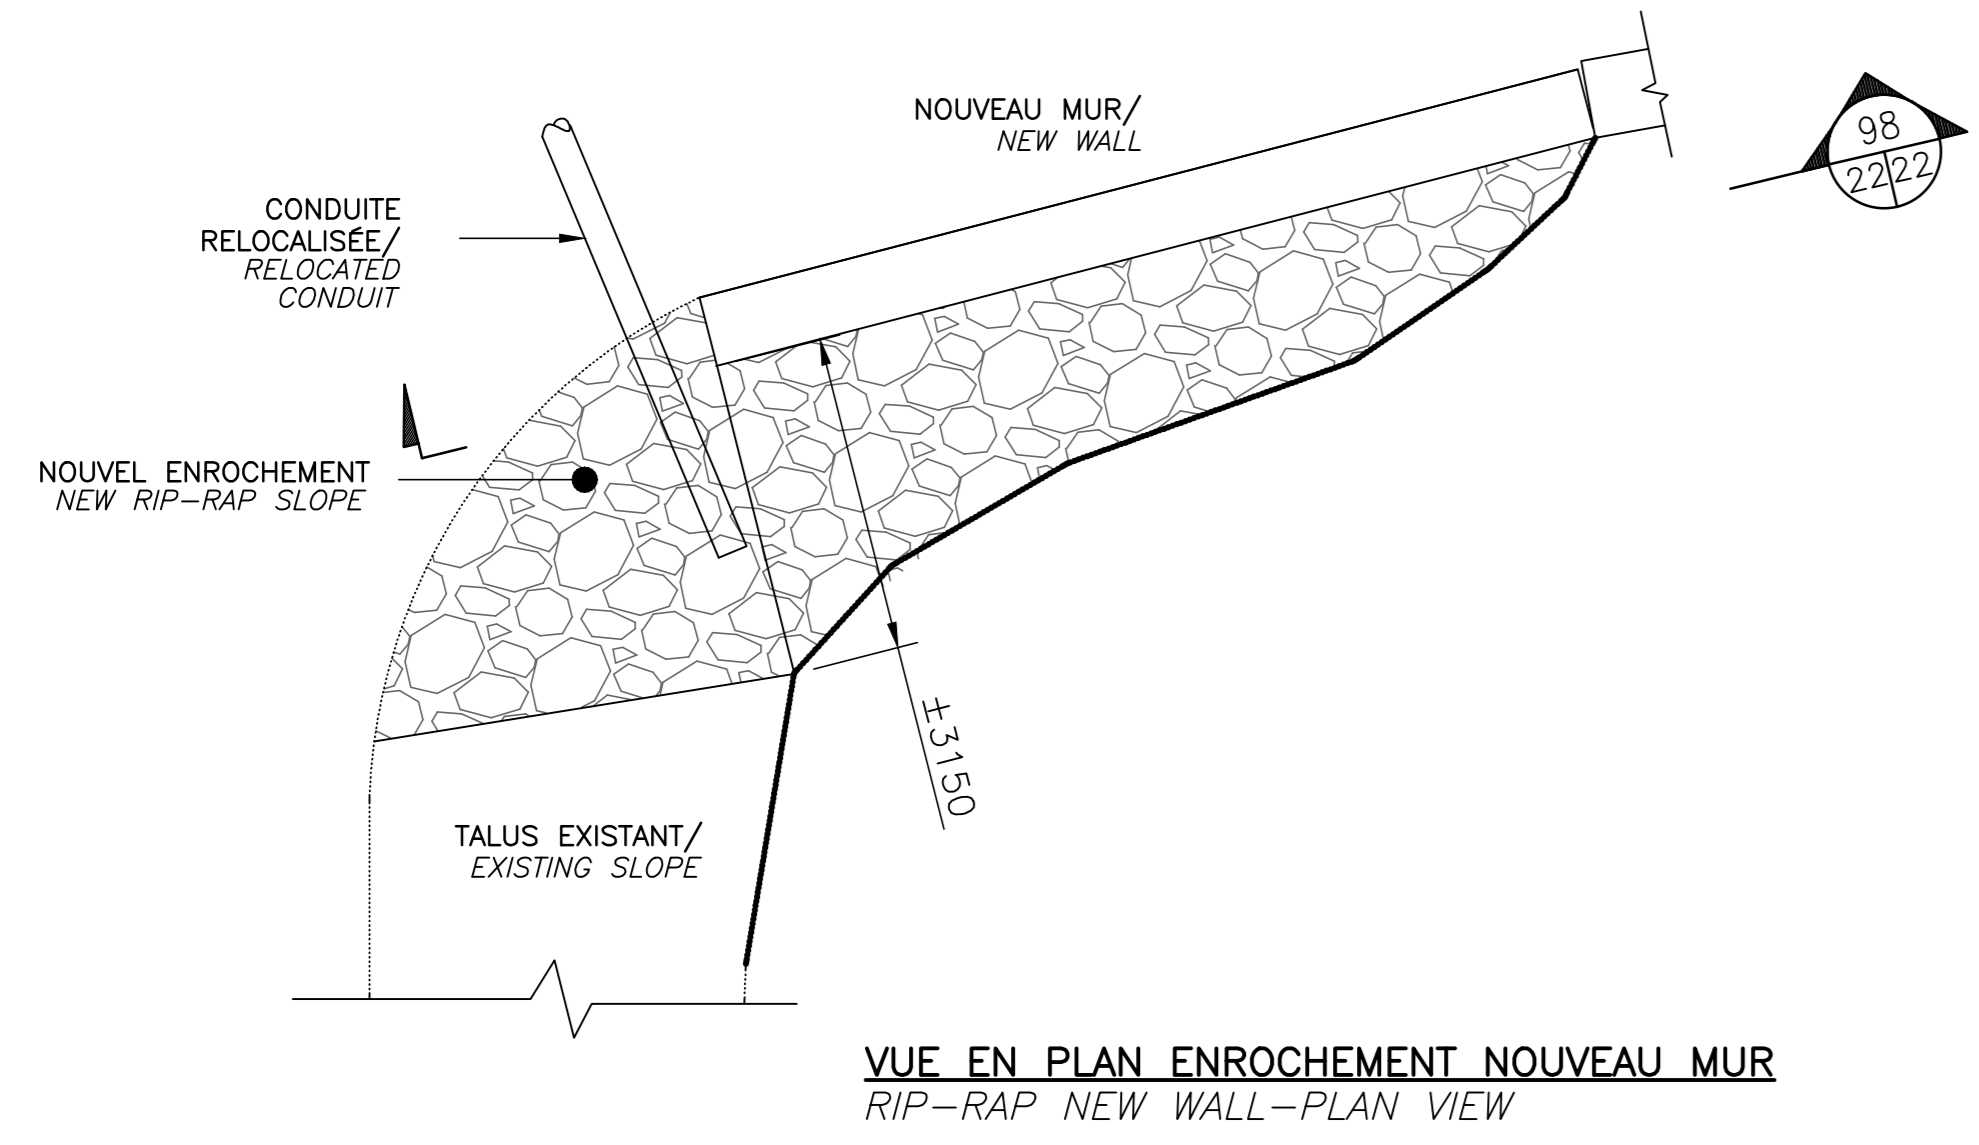 NOUVEAU MUR/
NEW WALL
98
22 22
CONDUITE
RELOCALISÉE/
RELOCATED
CONDUIT
NOUVEL ENROCHEMENT
NEW RIP-RAP SLOPE
±3150
TALUS EXISTANT/
EXISTING SLOPE
VUE EN PLAN ENROCHEMENT NOUVEAU MUR
RIP-RAP NEW WALL-PLAN VIEW